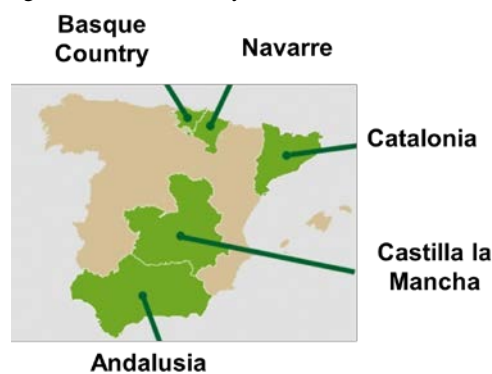 Basque
Country
Navarre
Catalonia
Castilla la
Mancha
Andalusia